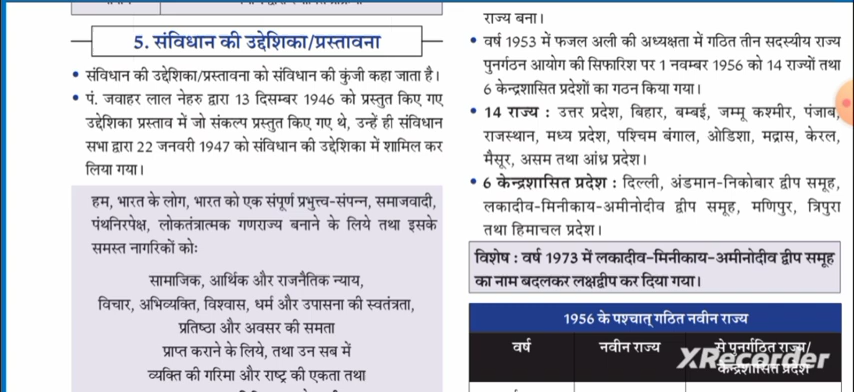 5. संविधान की उद्देशिका/प्रस्तावना
• संविधान की उद्देशिका/प्रस्तावना को संविधान की कुंजी कहा जाता है।
• पं. जवाहर लाल नेहरु द्वारा 13 दिसम्बर 1946 को प्रस्तुत किए गए
उद्देशिका प्रस्ताव में जो संकल्प प्रस्तुत किए गए थे, उन्हें ही संविधान
सभा द्वारा 22 जनवरी 1947 को संविधान की उद्देशिका में शामिल कर
लिया गया।
हम, भारत के लोग, भारत को एक संपूर्ण प्रभुत्त्व-संपन्न, समाजवादी,
पंथनिरपेक्ष, लोकतंत्रात्मक गणराज्य बनाने के लिये तथा इसके
समस्त नागरिकों कोः
सामाजिक, आर्थिक और राजनैतिक न्याय,
विचार, अभिव्यक्ति, विश्वास, धर्म और उपासना की स्वतंत्रता,
प्रतिष्ठा और अवसर की समता
प्राप्त कराने के लिये, तथा उन सब में
व्यक्ति की गरिमा और राष्ट्र की एकता तथा
राज्य बना।
• वर्ष 1953 में फजल अली की अध्यक्षता में गठित तीन सदस्यीय राज्य
पुनर्गठन आयोग की सिफारिश पर 1 नवम्बर 1956 को 14 राज्यों तथा
6 केन्द्रशासित प्रदेशों का गठन किया गया।
• 14 राज्य : उत्तर प्रदेश, बिहार, बम्बई, जम्मू कश्मीर, पंजाब,
राजस्थान, मध्य प्रदेश, पश्चिम बंगाल, ओडिशा, मद्रास, केरल,
मैसूर, असम तथा आंध्र प्रदेश।
• 6 केन्द्रशासित प्रदेश : दिल्ली, अंडमान-निकोबार द्वीप समूह,
लकादीव-मिनीकाय-अमीनोदीव द्वीप समूह, मणिपुर, त्रिपुरा
तथा हिमाचल प्रदेश।
विशेष : वर्ष 1973 में लकादीव-मिनीकाय-अमीनोदीव द्वीप समूह
का नाम बदलकर लक्षद्वीप कर दिया गया।
1956 के पश्चात् गठित नवीन राज्य
वर्ष नवीन राज्य से पुनर्गठित राज्य/
केन्द्रशासित प्रदेश
XRecorder